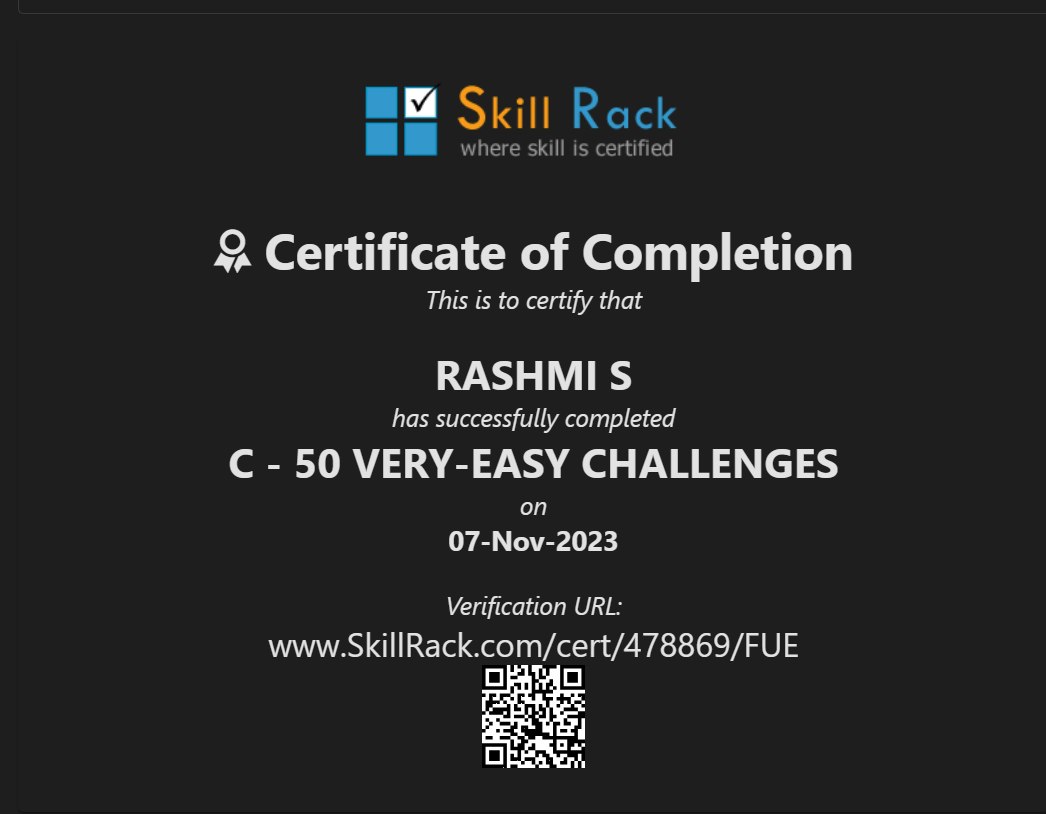 Skill Rack
where skill is certified
Certificate of Completion
This is to certify that
RASHMI S
has successfully completed
C - 50 VERY-EASY CHALLENGES
on
07-Nov-2023
Verification URL:
www.SkillRack.com/cert/478869/FUE